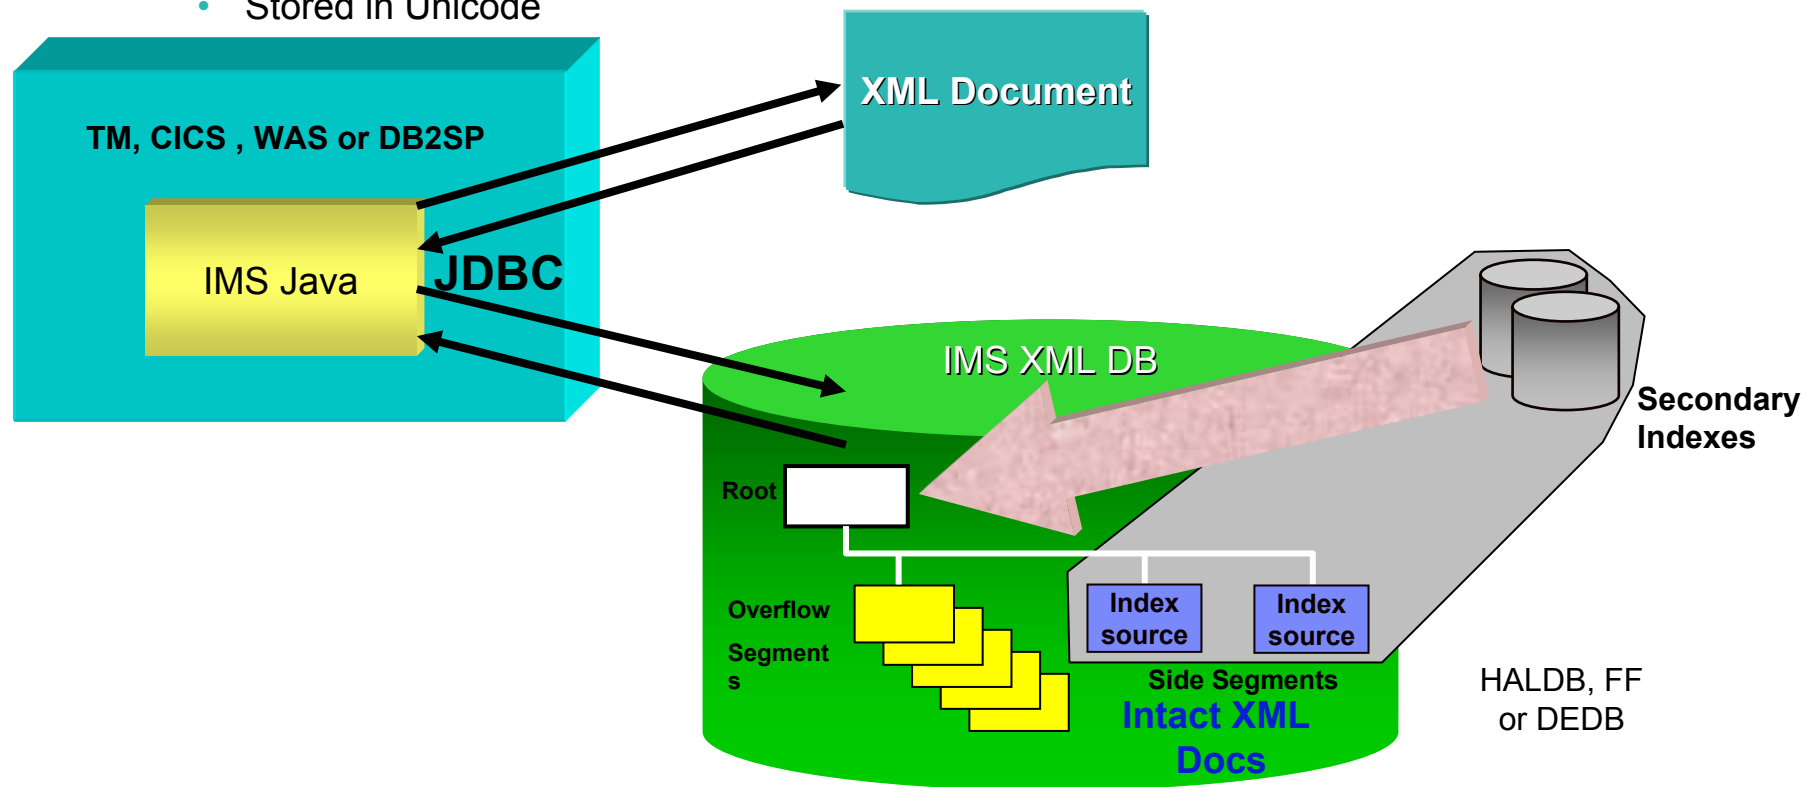 • Stored in Unicode
XML Document
TM, CICS , WAS or DB2SP
IMS Java
JDBC
IMS XML DB
Secondary
Indexes
Root
Overflow
Segment
s
Index
source
Index
source
Side Segments
Intact XML
Docs
HALDB, FF
or DEDB